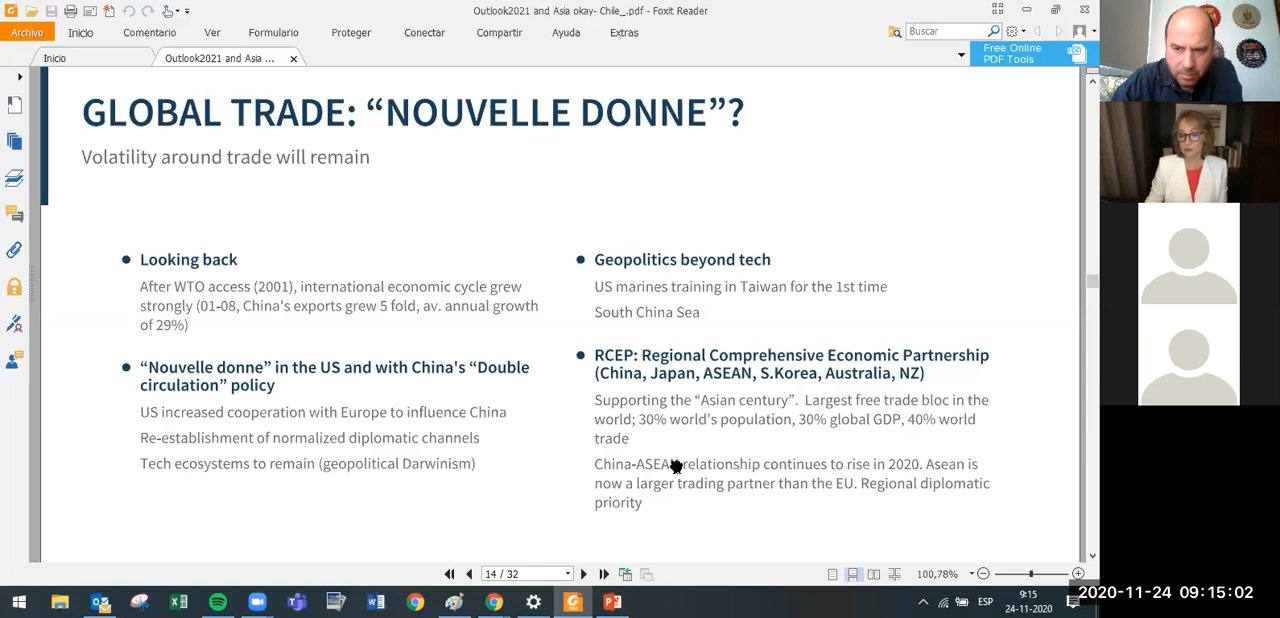 Outlook2021 and Asia okay- Chile_.pdf - Foxit Reader
Archivo Inicio Comentario Ver Formulario Proteger Conectar Compartir Ayuda Extras
Buscar
Inicio
Outlook2021 and Asia ...
Free Online
PDF Tools
GLOBAL TRADE: “NOUVELLE DONNE”?
Volatility around trade will remain
Looking back
After WTO access (2001), international economic cycle grew
strongly (01-08, China's exports grew 5 fold, av. annual growth
of 29%)
“Nouvelle donne” in the US and with China's “Double
circulation” policy
US increased cooperation with Europe to influence China
Re-establishment of normalized diplomatic channels
Tech ecosystems to remain (geopolitical Darwinism)
Geopolitics beyond tech
US marines training in Taiwan for the 1st time
South China Sea
RCEP: Regional Comprehensive Economic Partnership
(China, Japan, ASEAN, S.Korea, Australia, NZ)
Supporting the “Asian century”. Largest free trade bloc in the
world; 30% world's population, 30% global GDP, 40% world
trade
China-ASEAN relationship continues to rise in 2020. Asean is
now a larger trading partner than the EU. Regional diplomatic
priority
14 / 32
100,78%
ESP
9:15
24-11-2020
2020-11-24 09:15:02